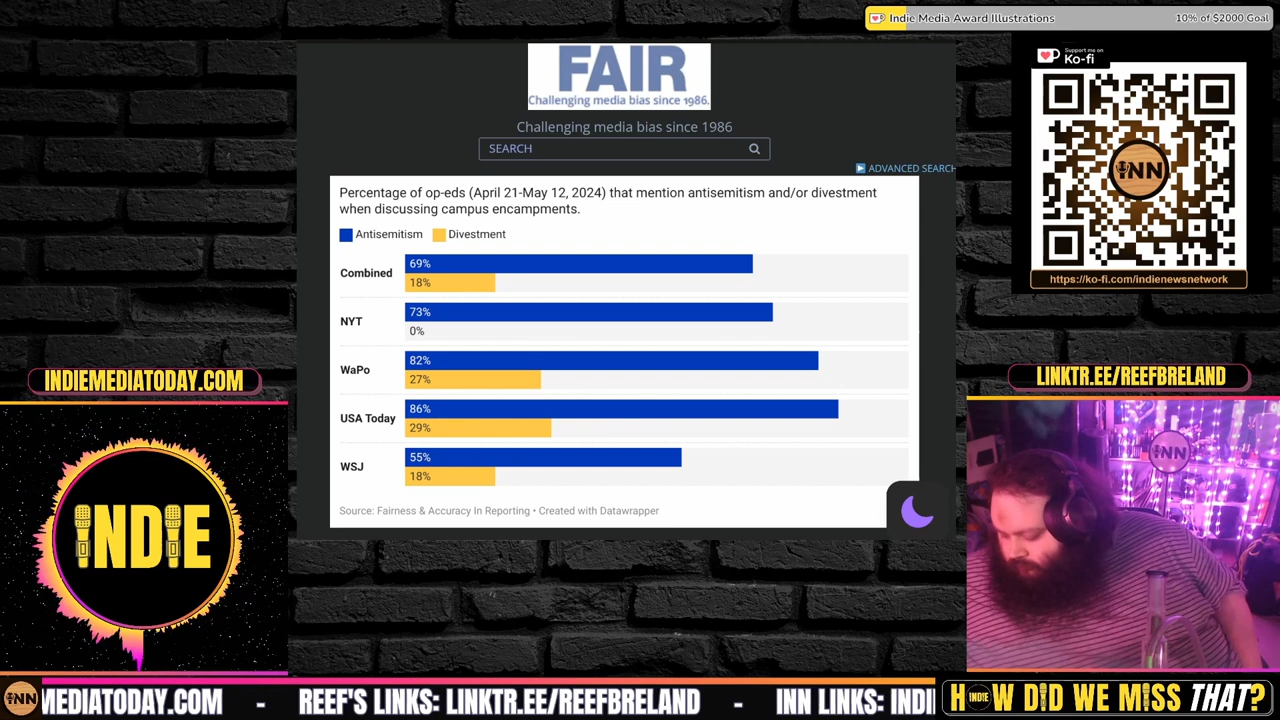 Indie Media Award Illustrations
10% of $2000 Goal
FAIR
Challenging media bias since 1986.
Challenging media bias since 1986
SEARCH
ADVANCED SEARCH
Support me on
Ko-fi
INN
https://ko-fi.com/indienewsnetwork
Percentage of op-eds (April 21-May 12, 2024) that mention antisemitism and/or divestment
when discussing campus encampments.
Antisemitism
Divestment
Combined
69%
18%
NYT
73%
0%
WaPo
82%
27%
USA Today
86%
29%
WSJ
55%
18%
Source: Fairness & Accuracy In Reporting • Created with Datawrapper
INDIEMEDIATODAY.COM
INDIE
LINKTR.EE/REEFBRELAND
INN
INN
MEDIATODAY.COM - REEF'S LINKS: LINKTR.EE/REEFBRELAND - INN LINKS: INDI
HOW DID WE MISS THAT?